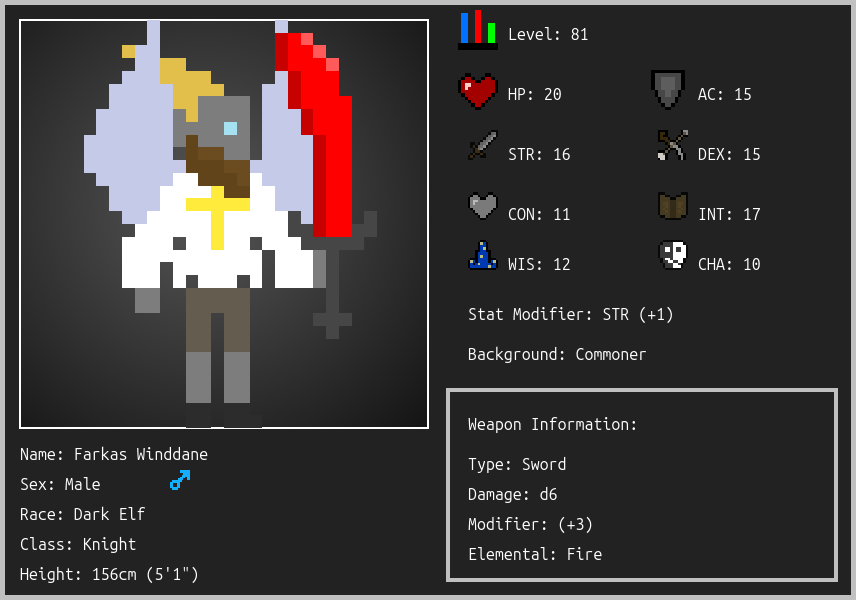 Level: 81
HP: 20
AC: 15
STR: 16
DEX: 15
CON: 11
INT: 17
WIS: 12
CHA: 10
Stat Modifier: STR (+1)
Background: Commoner
Weapon Information:
Type: Sword
Damage: d6
Modifier: (+3)
Elemental: Fire
Name: Farkas Winddane
Sex: Male
Race: Dark Elf
Class: Knight
Height: 156cm (5'1")